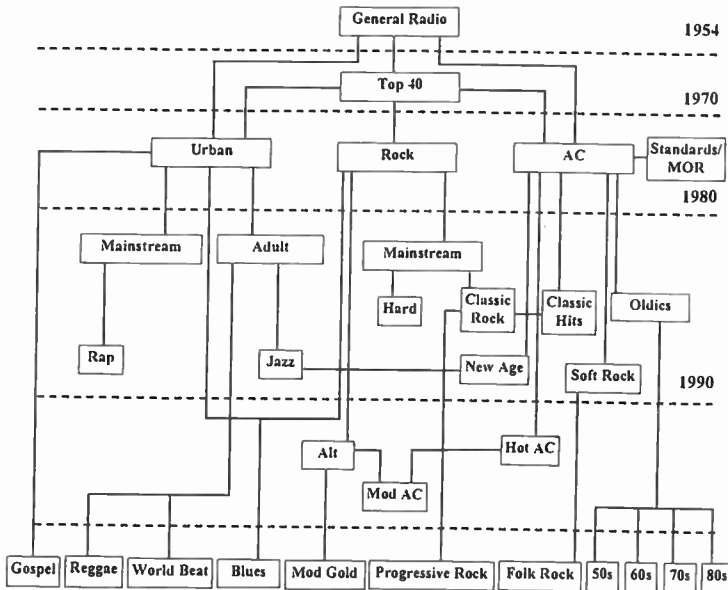 General Radio
1954
Top 40
1970
Urban
Rock
AC
Standards/
MOR
1980
Mainstream
Adult
Mainstream
Hard
Classic
Rock
Classic
Hits
Oldies
Rap
Jazz
New Age
Soft Rock
1990
Alt
Hot AC
Mod AC
Gospel
Reggae
World Beat
Blues
Mod Gold
Progressive Rock
Folk Rock
50s
60s
70s
80s